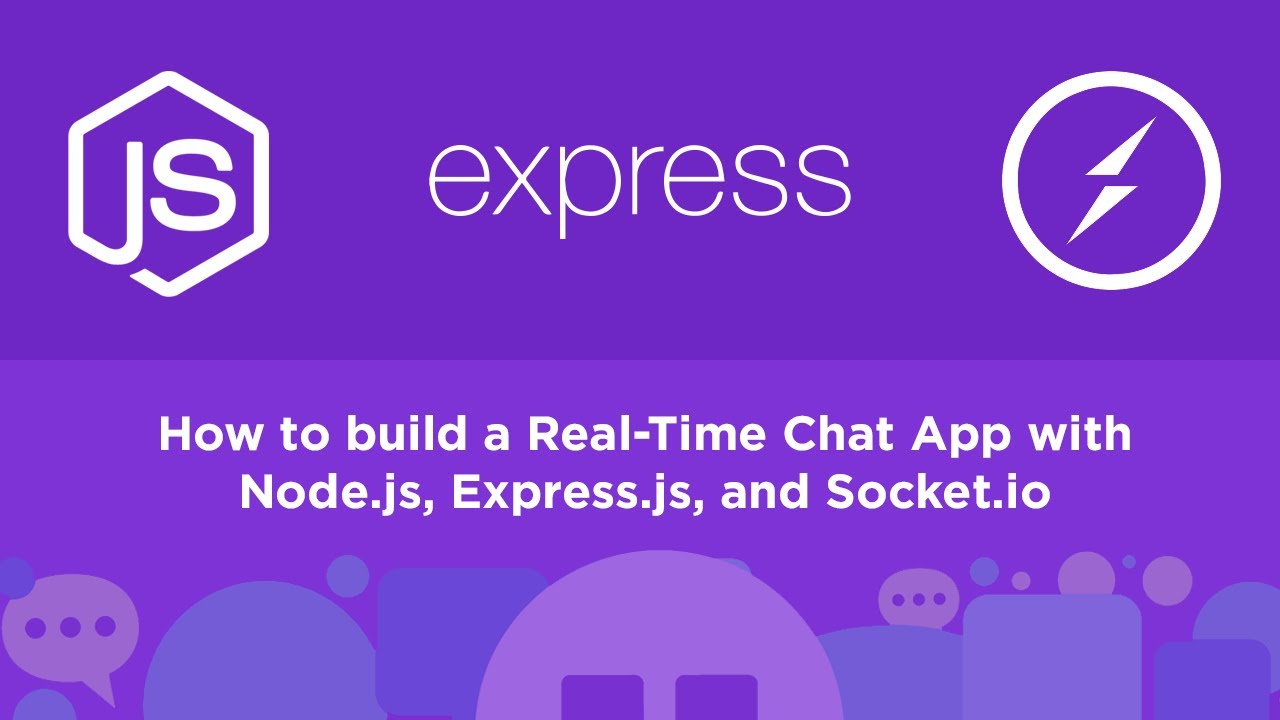 JS
express
How to build a Real-Time Chat App with
Node.js, Express.js, and Socket.io